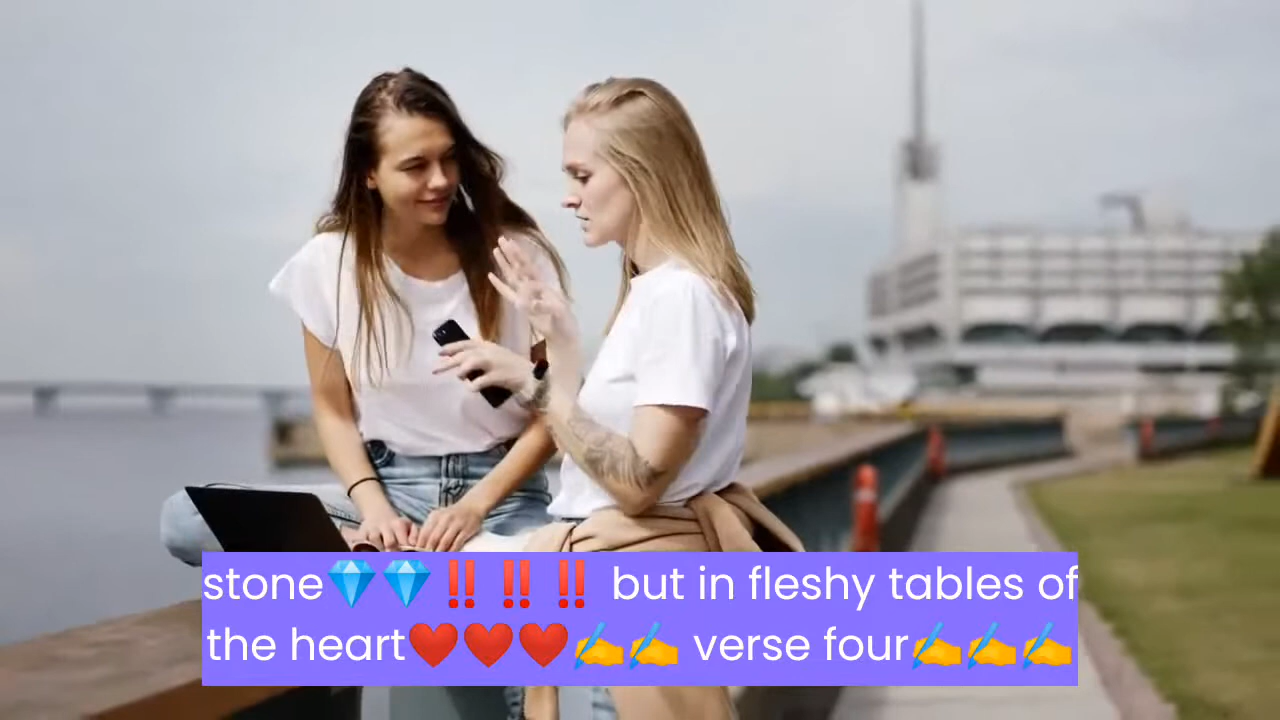 stone💎💎‼️‼️‼️ but in fleshy tables of
the heart❤️❤️❤️✍️✍️ verse four✍️✍️✍️